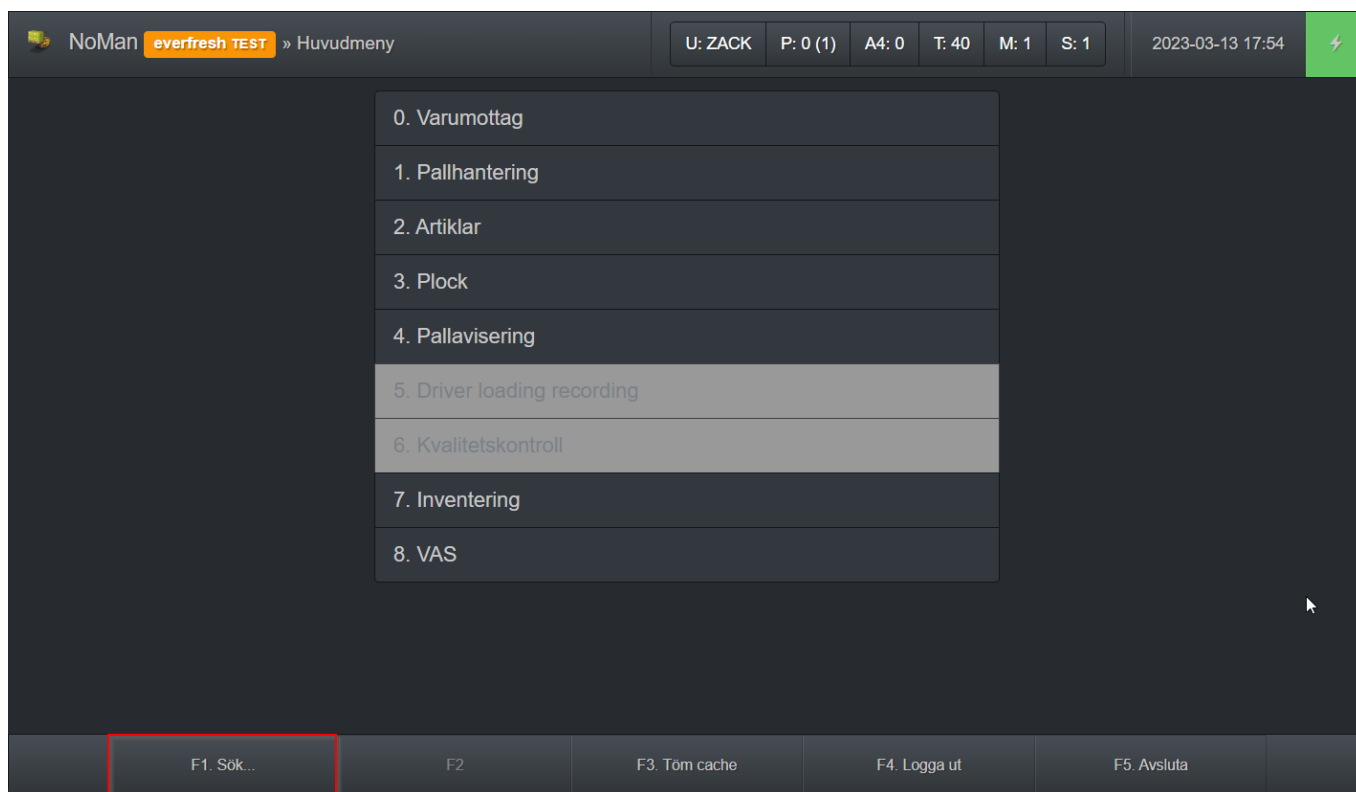 NoMan everfresh TEST » Huvudmeny U: ZACK P: 0 (1) A4: 0 T: 40 M: 1 S: 1 2023-03-13 17:54
0. Varumottag
1. Pallhantering
2. Artiklar
3. Plock
4. Pallavisering
5. Driver loading recording
6. Kvalitetskontroll
7. Inventering
8. VAS
F1. Sök... F2 F3. Töm cache F4. Logga ut F5. Avsluta